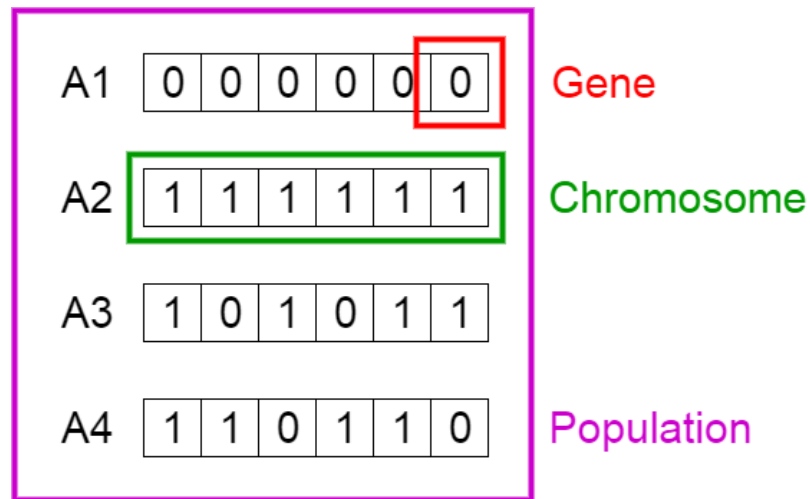 A1 0 0 0 0 0 0 Gene
A2 1 1 1 1 1 1 Chromosome
A3 1 0 1 0 1 1
A4 1 1 0 1 1 0 Population